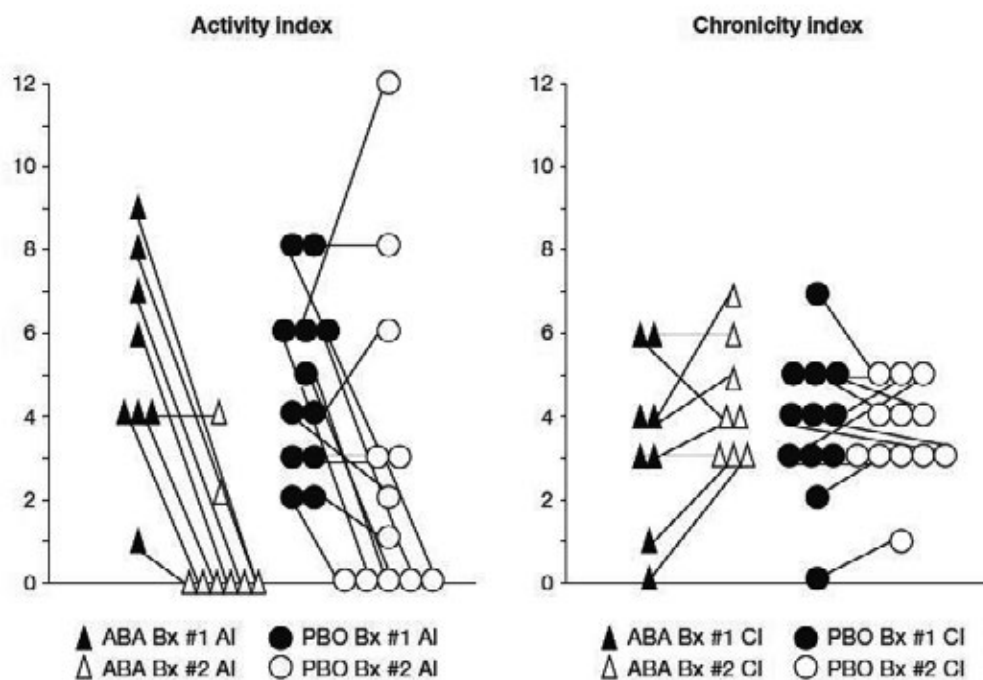 Activity index
Chronicity index
12
10
8
6
4
2
0
12
10
8
6
4
2
0
ABA Bx #1 AI
PBO Bx #1 AI
ABA Bx #2 AI
PBO Bx #2 AI
ABA Bx #1 CI
PBO Bx #1 CI
ABA Bx #2 CI
PBO Bx #2 CI